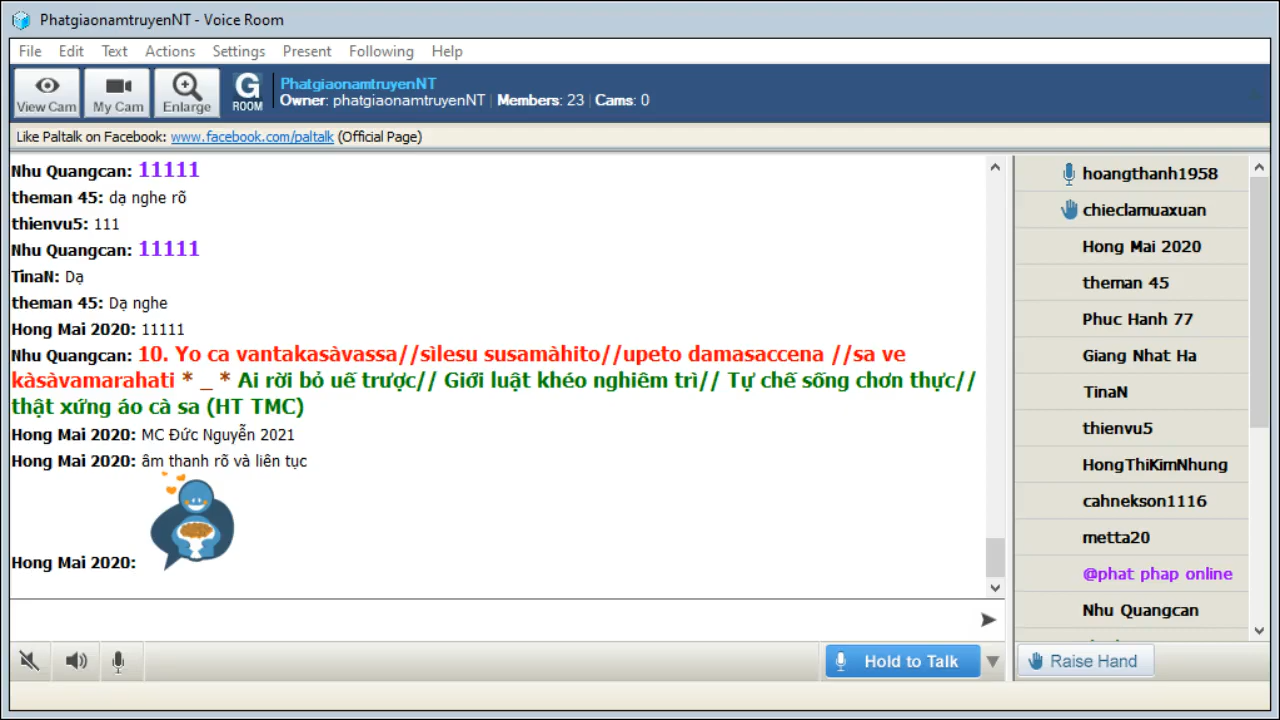 PhatgiaonamtruyenNT - Voice Room
File Edit Text Actions Settings Present Following Help
View Cam My Cam Enlarge G ROOM
PhatgiaonamtruyenNT
Owner: phatgiaonamtruyenNT | Members: 23 | Cams: 0
Like Paltalk on Facebook: www.facebook.com/paltalk (Official Page)
Nhu Quangcan: 11111
theman 45: dạ nghe rõ
thienvu5: 111
Nhu Quangcan: 11111
TinaN: Dạ
theman 45: Dạ nghe
Hong Mai 2020: 11111
Nhu Quangcan: 10. Yo ca vantakasàvassa//sìlesu susamàhito//upeto damasaccena //sa ve
kàsàvamarahati * _ * Ai rời bỏ uế trược// Giới luật khéo nghiêm trì// Tự chế sống chơn thực//
thật xứng áo cà sa (HT TMC)
Hong Mai 2020: MC Đức Nguyễn 2021
Hong Mai 2020: âm thanh rõ và liên tục
Hong Mai 2020:
hoangthanh1958
chieclamuaxuan
Hong Mai 2020
theman 45
Phuc Hanh 77
Giang Nhat Ha
TinaN
thienvu5
HongThiKimNhung
cahnekson1116
metta20
@phat phap online
Nhu Quangcan
Hold to Talk
Raise Hand